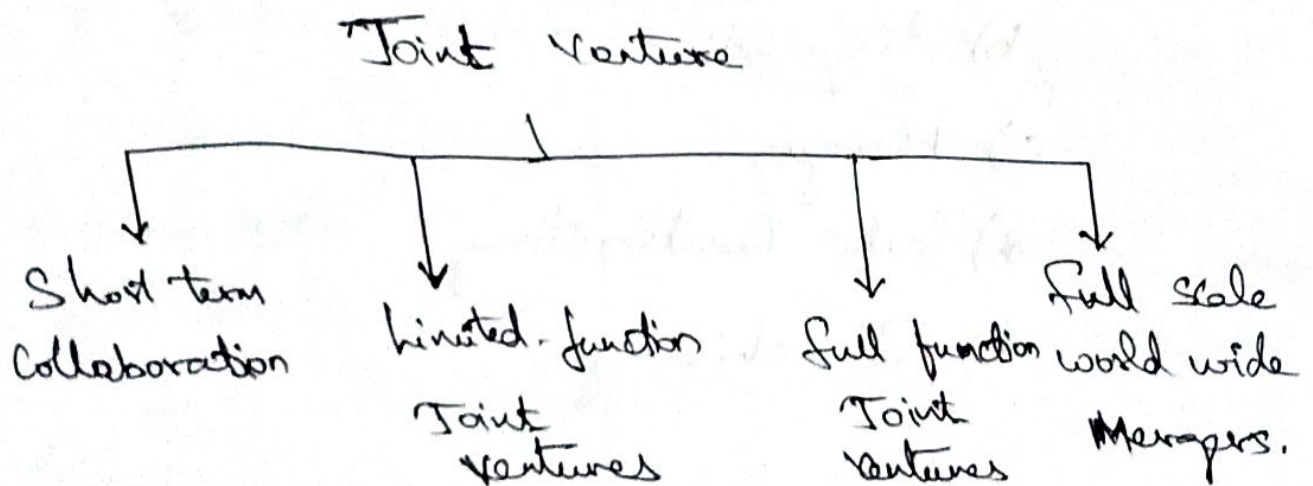 Joint Venture
Short term
Collaboration
Limited function
Joint
ventures
full function
Joint
ventures
full scale
world wide
Mergers.